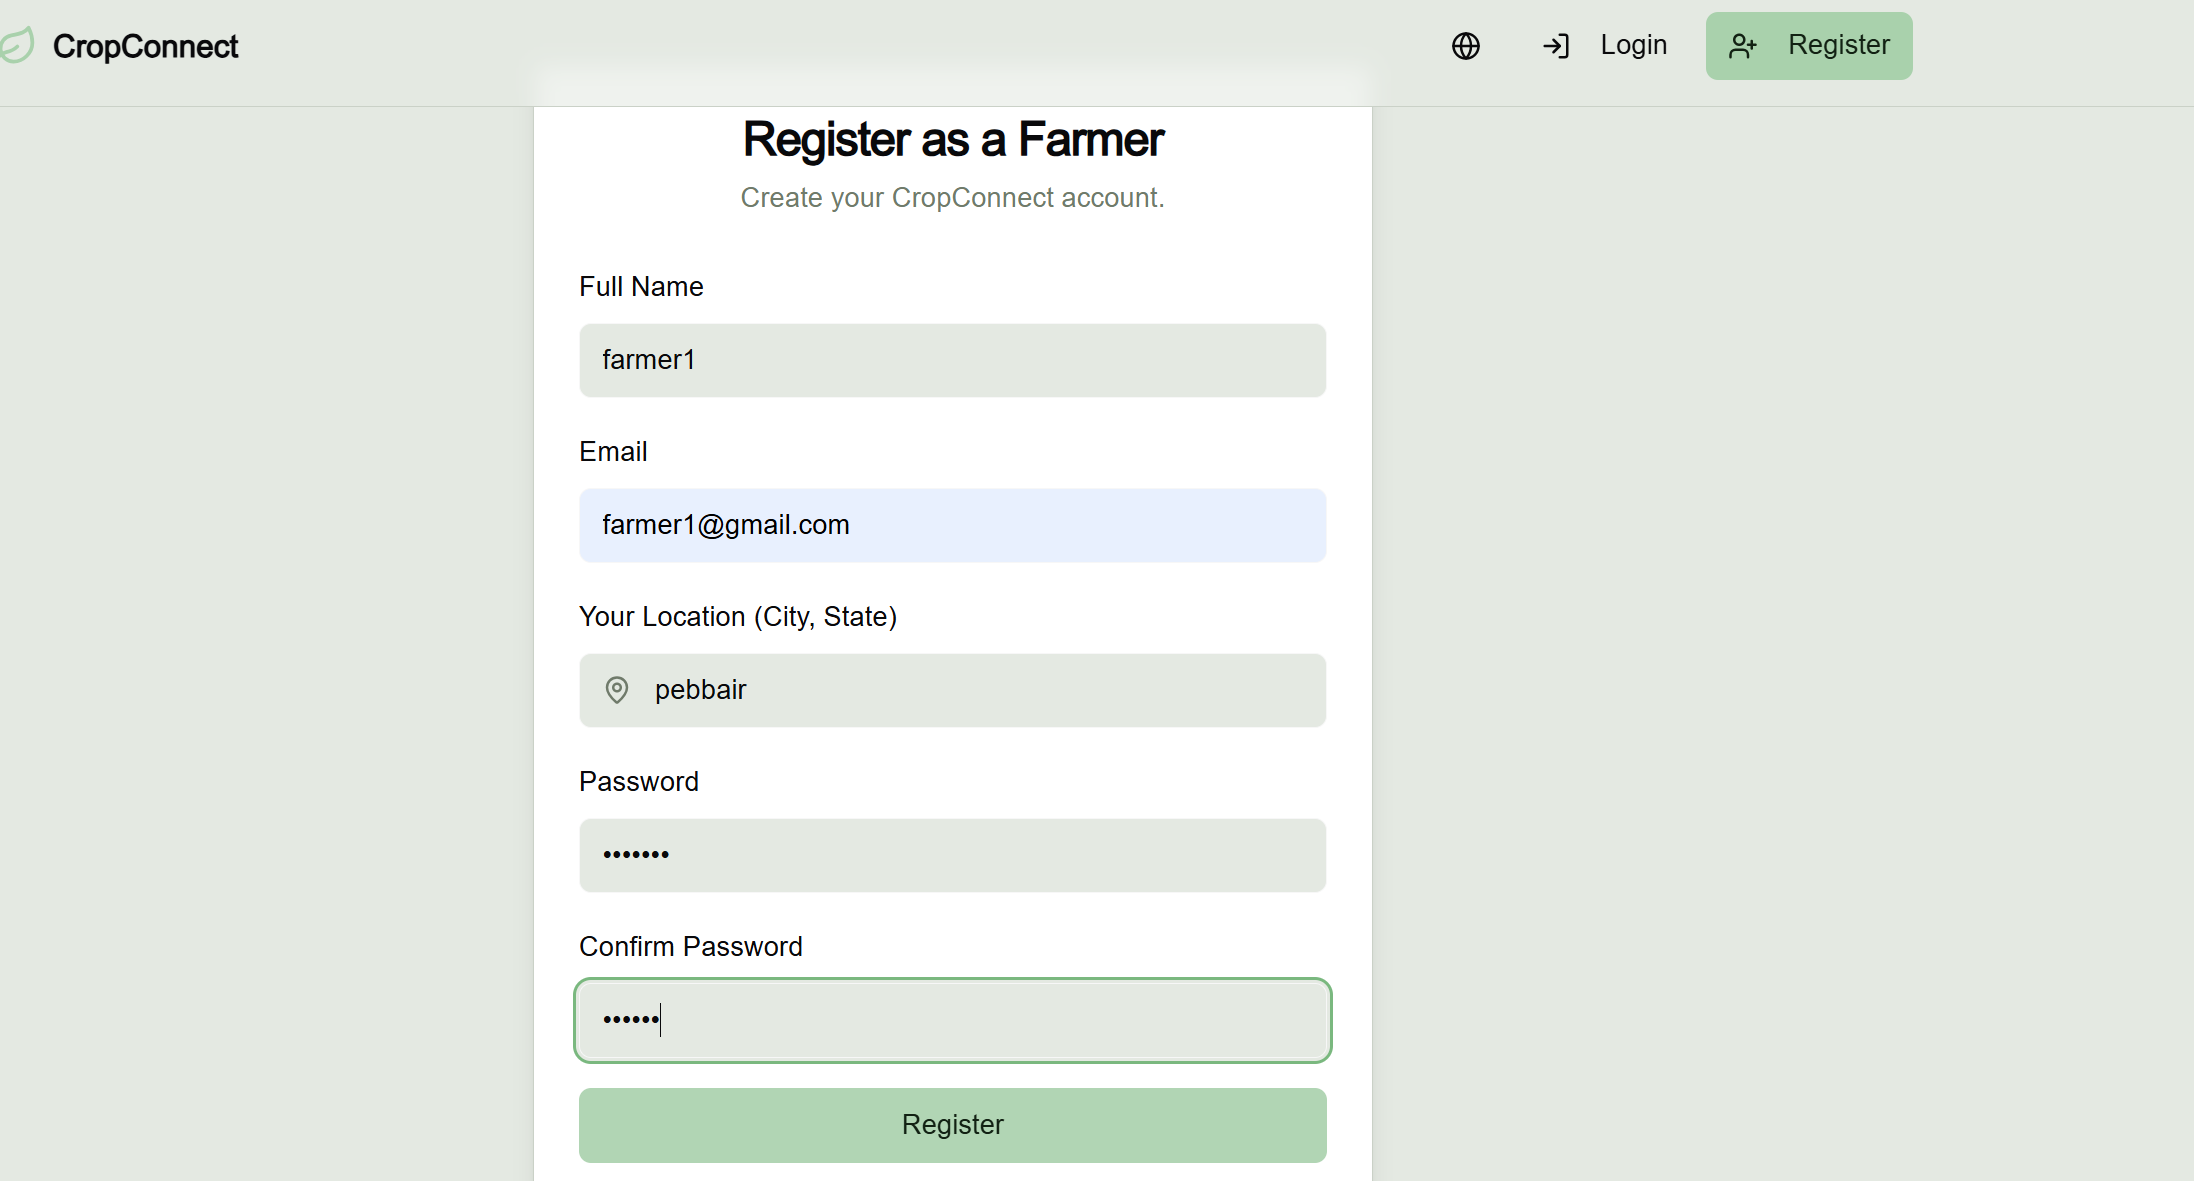 CropConnect
Login
Register
Register as a Farmer
Create your CropConnect account.
Full Name
farmer1
Email
farmer1@gmail.com
Your Location (City, State)
pebbair
Password
•••••••
Confirm Password
••••••
Register